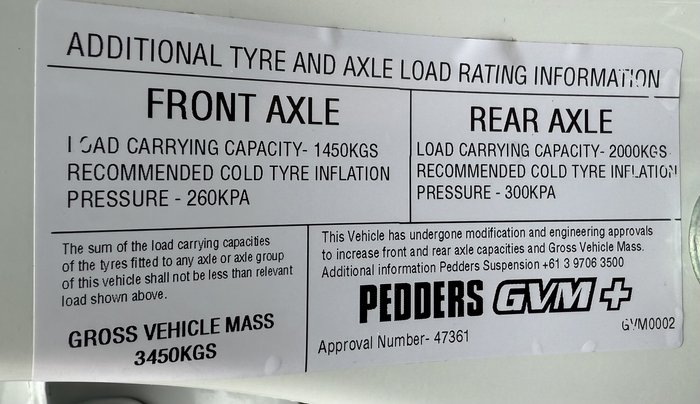 ADDITIONAL TYRE AND AXLE LOAD RATING INFORMATION
FRONT AXLE
LOAD CARRYING CAPACITY- 1450KGS
RECOMMENDED COLD TYRE INFLATION
PRESSURE - 260KPA
REAR AXLE
LOAD CARRYING CAPACITY- 2000KGS
RECOMMENDED COLD TYRE INFLATION
PRESSURE - 300KPA
The sum of the load carrying capacities
of the tyres fitted to any axle or axle group
of this vehicle shall not be less than relevant
load shown above.
GROSS VEHICLE MASS
3450KGS
This Vehicle has undergone modification and engineering approvals
to increase front and rear axle capacities and Gross Vehicle Mass.
Additional information Pedders Suspension +61 3 9706 3500
PEDDERS GVM+
GVM0002
Approval Number- 47361